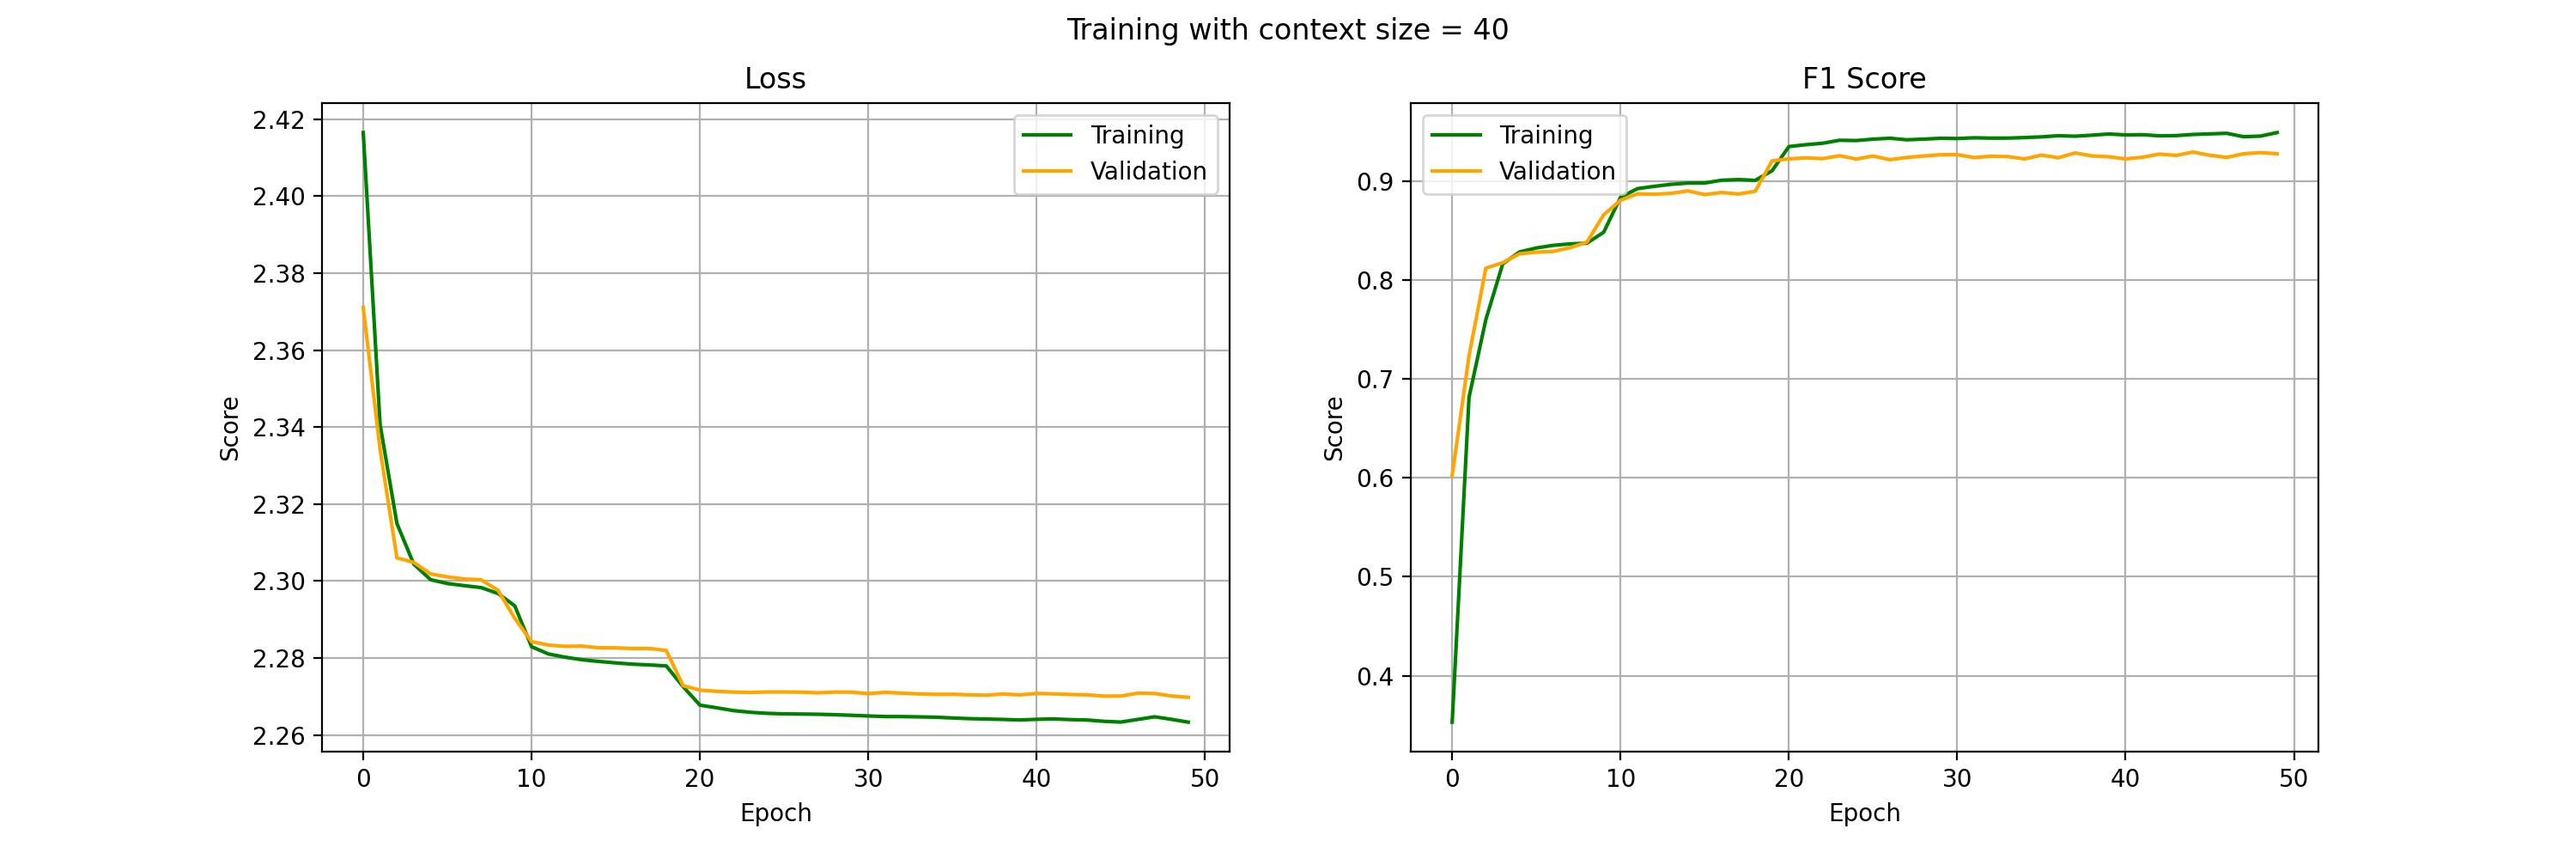 Training with context size = 40
Loss
2.42
2.40
2.38
2.36
2.34
2.32
2.30
2.28
2.26
Score
0
10
20
30
40
50
Epoch
Training
Validation
F1 Score
0.9
0.8
0.7
0.6
0.5
0.4
Score
0
10
20
30
40
50
Epoch
Training
Validation